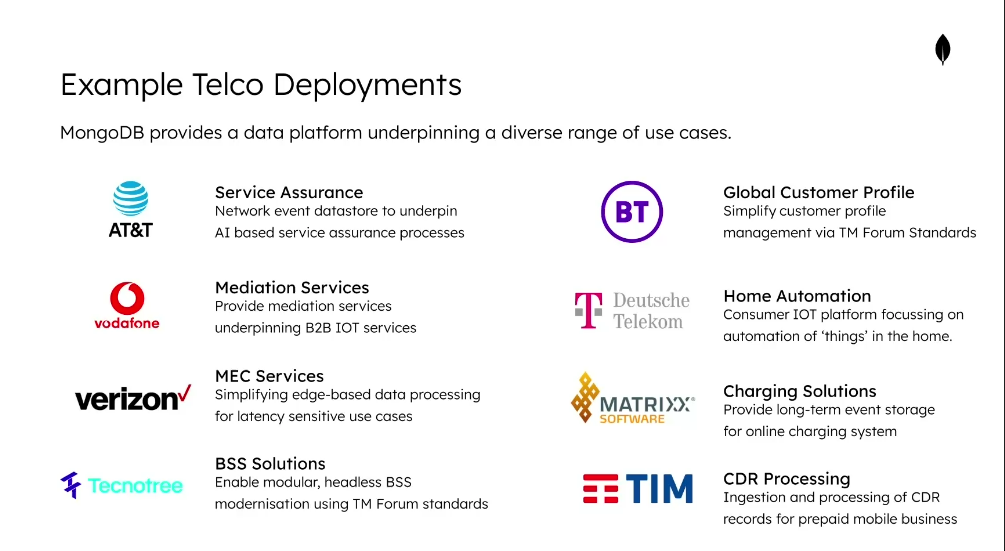 Example Telco Deployments
MongoDB provides a data platform underpinning a diverse range of use cases.
AT&T
Service Assurance
Network event datastore to underpin
AI based service assurance processes
vodafone
Mediation Services
Provide mediation services
underpinning B2B IOT services
verizon✓
MEC Services
Simplifying edge-based data processing
for latency sensitive use cases
Tecnotree
BSS Solutions
Enable modular, headless BSS
modernisation using TM Forum standards
BT
Global Customer Profile
Simplify customer profile
management via TM Forum Standards
T Deutsche
Telekom
Home Automation
Consumer IOT platform focussing on
automation of ‘things’ in the home.
MATRIXX®
SOFTWARE
Charging Solutions
Provide long-term event storage
for online charging system
TIM
CDR Processing
Ingestion and processing of CDR
records for prepaid mobile business